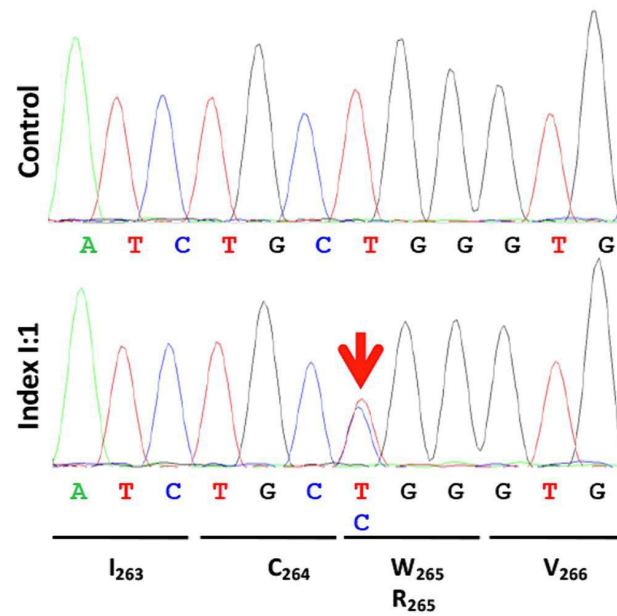 Control
A T C T G C T G G G T G
Index I:1
A T C T G C T G G G T G
C
I₂₆₃ C₂₆₄ W₂₆₅ V₂₆₆
R₂₆₅